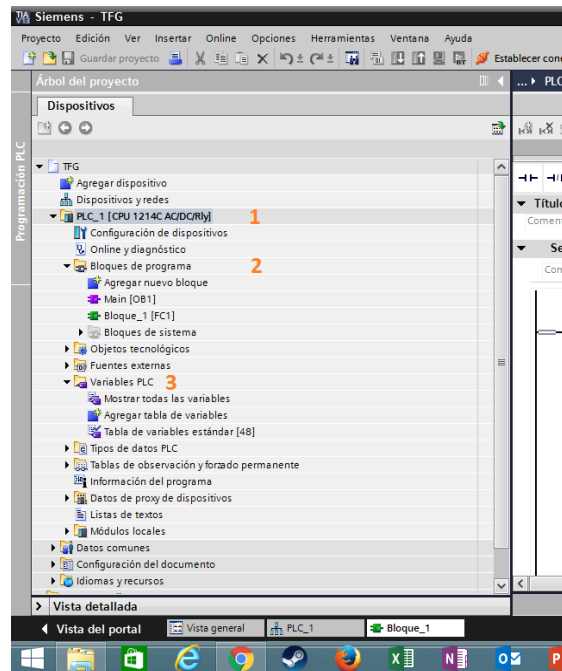 Siemens - TFG
Proyecto Edición Ver Insertar Online Opciones Herramientas Ventana Ayuda
Guardar proyecto Establecer
Árbol del proyecto ... PLC
Dispositivos
Programación PLC
TFG
Agregar dispositivo
Dispositivos y redes
PLC_1 [CPU 1214C AC/DC/Rly] 1
Configuración de dispositivos
Online y diagnóstico
Bloques de programa 2
Agregar nuevo bloque
Main [OB1]
Bloque_1 [FC1]
Bloques de sistema
Objetos tecnológicos
Fuentes externas
Variables PLC 3
Mostrar todas las variables
Agregar tabla de variables
Tabla de variables estándar [48]
Tipos de datos PLC
Tablas de observación y forzado permanente
Información del programa
Datos de proxy de dispositivos
Listas de textos
Módulos locales
Datos comunes
Configuración del documento
Idiomas y recursos
Vista detallada
Vista del portal Vista general PLC_1 Bloque_1